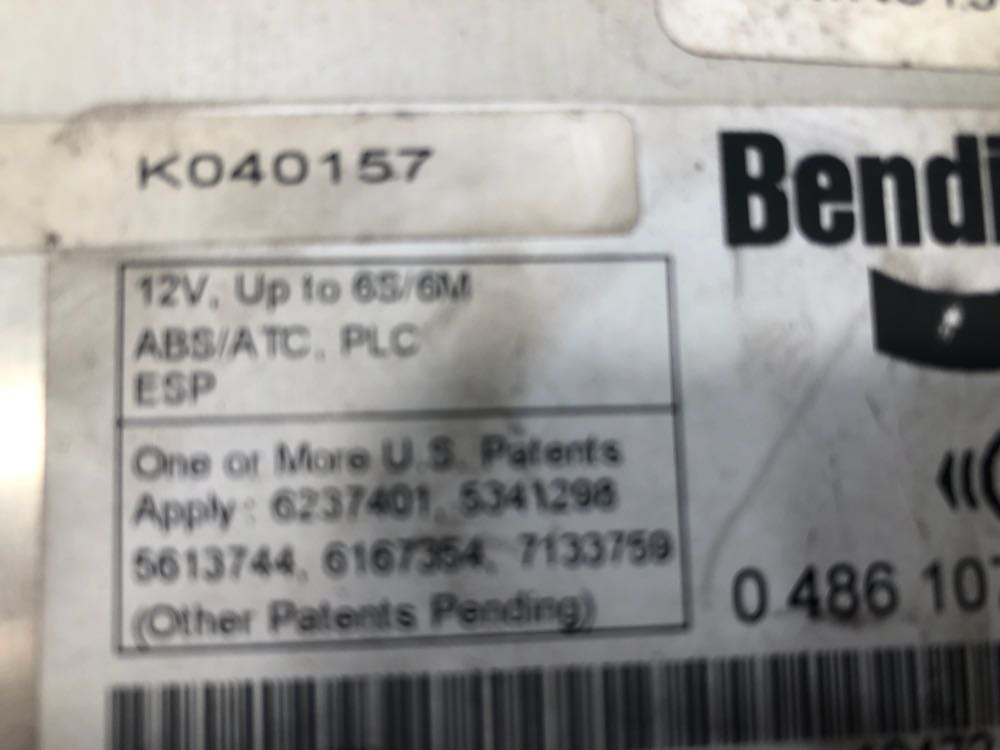 K040157
Bendi
12V, Up to 6S/6M
ABS/ATC, PLC
ESP
One or More U.S. Patents
Apply : 6237401, 5341298
5613744, 6167354, 7133759
(Other Patents Pending)
0 486 107